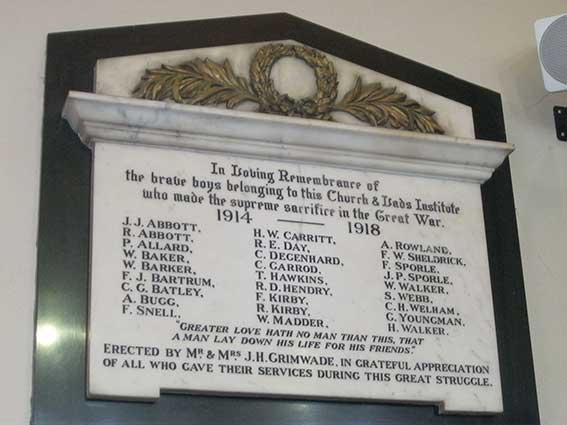 In Loving Remembrance of
the brave boys belonging to this Church & Lads Institute
who made the supreme sacrifice in the Great War.
1914 — 1918
J. J. ABBOTT.
R. ABBOTT,
P. ALLARD.
W. BAKER,
W. BARKER,
F. J. BARTRUM,
C. G. BATLEY,
A. BUGG,
F. SNELL,
H. W. CARRITT,
R. E. DAY,
C. DEGENHARD,
C. GARROD,
T. HAWKINS,
R. D. HENDRY,
F. KIRBY,
R. KIRBY,
W. MADDER,
A. ROWLAND,
F. W. SHELDRICK,
F. SPORLE,
J. P. SPORLE,
W. WALKER,
S. WEBB,
C. H. WELHAM,
G. YOUNGMAN,
H. WALKER.
"GREATER LOVE HATH NO MAN THAN THIS, THAT
A MAN LAY DOWN HIS LIFE FOR HIS FRIENDS."
ERECTED BY MR & MRS J. H. GRIMWADE, IN GRATEFUL APPRECIATION
OF ALL WHO GAVE THEIR SERVICES DURING THIS GREAT STRUGGLE.